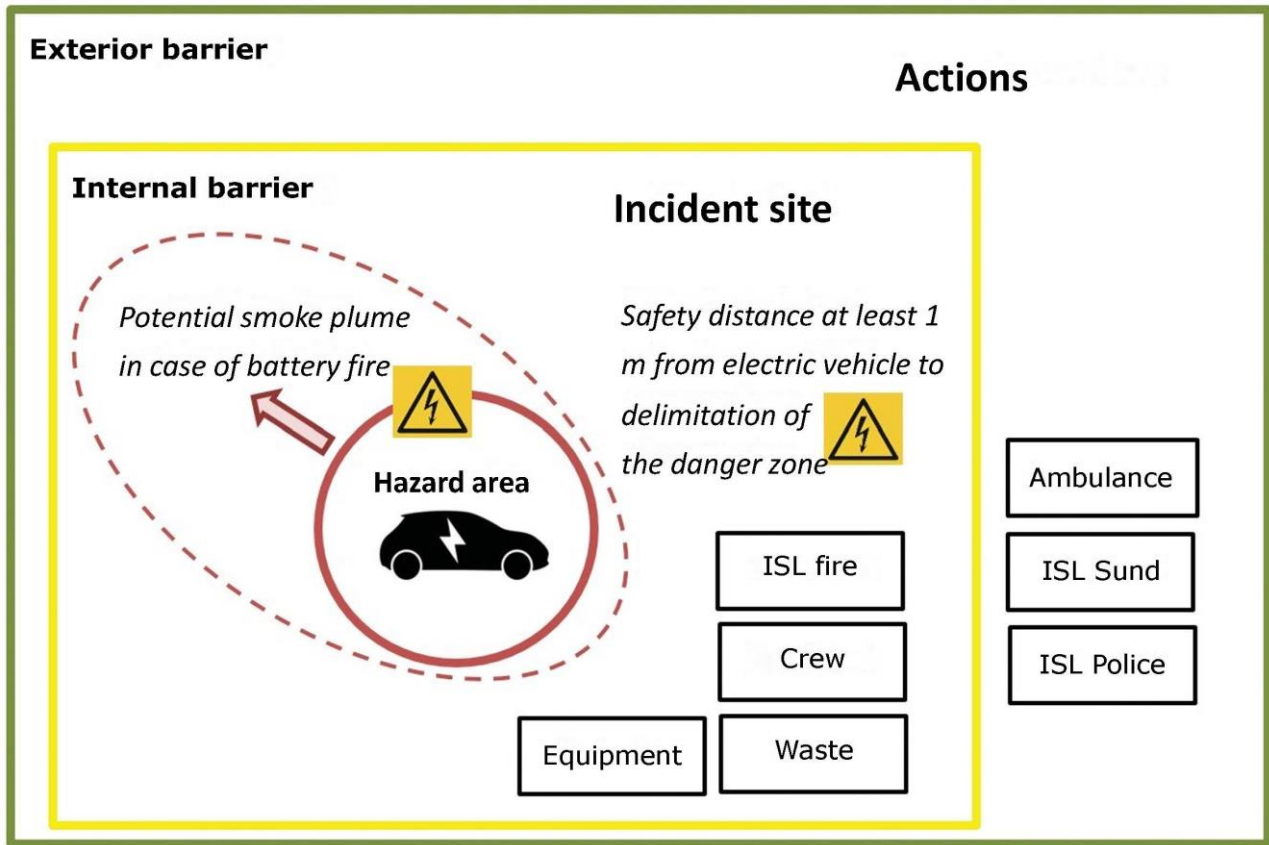 Exterior barrier
Actions
Internal barrier
Incident site
Potential smoke plume
in case of battery fire
Safety distance at least 1
m from electric vehicle to
delimitation of
the danger zone
Hazard area
Ambulance
ISL fire
ISL Sund
Crew
ISL Police
Equipment
Waste